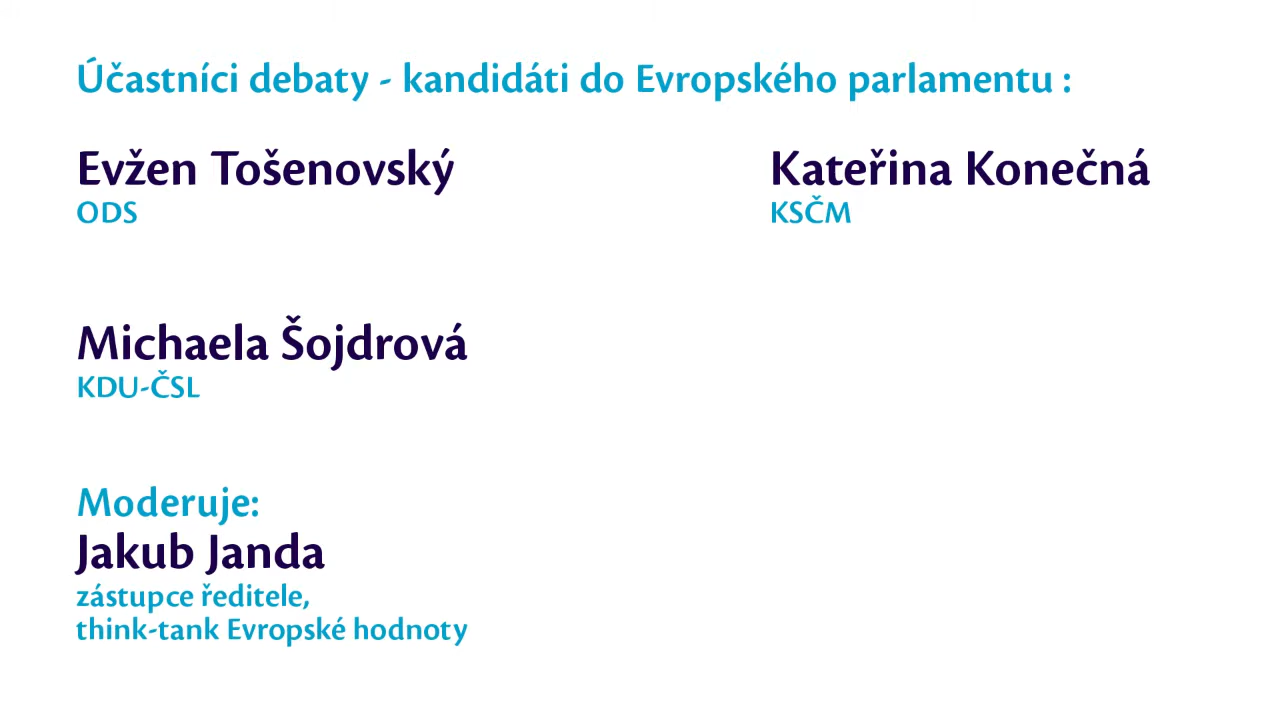 Účastníci debaty - kandidáti do Evropského parlamentu :
Evžen Tošenovský
ODS
Kateřina Konečná
KSČM
Michaela Šojdrová
KDU-ČSL
Moderuje:
Jakub Janda
zástupce ředitele,
think-tank Evropské hodnoty